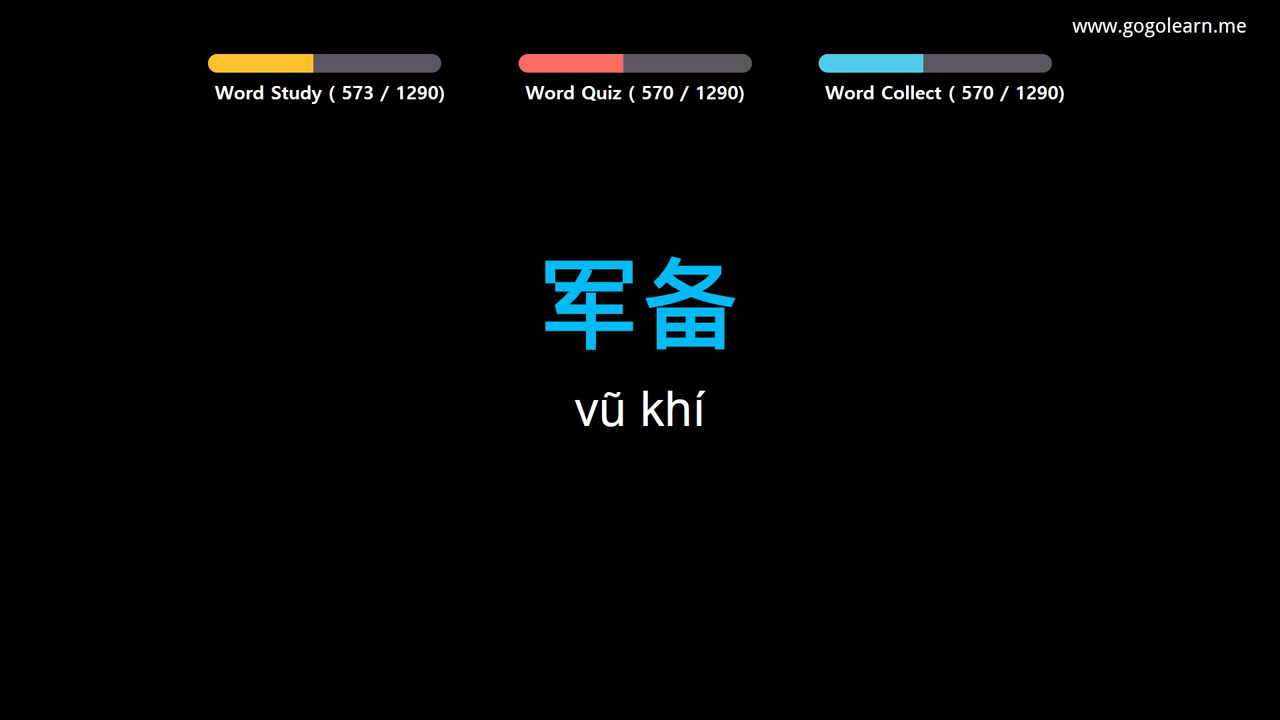 www.gogolearn.me
Word Study ( 573 / 1290)
Word Quiz ( 570 / 1290)
Word Collect ( 570 / 1290)
军备
vũ khí